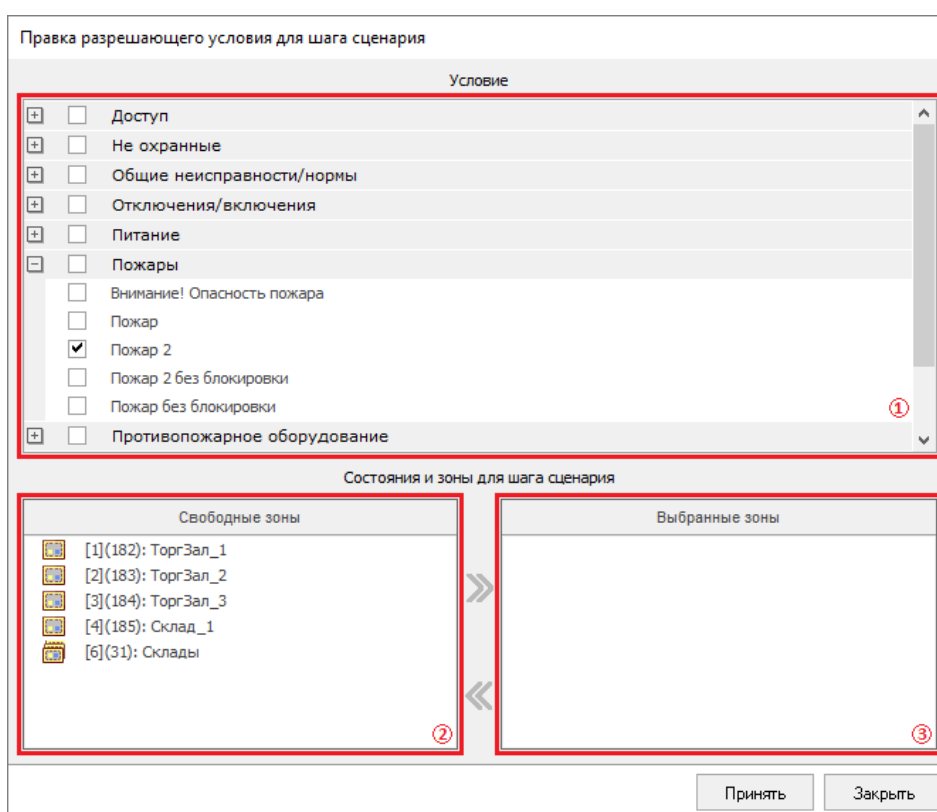 Правка разрешающего условия для шага сценария
Условие
Доступ
Не охранные
Общие неисправности/нормы
Отключения/включения
Питание
Пожары
Внимание! Опасность пожара
Пожар
Пожар 2
Пожар 2 без блокировки
Пожар без блокировки
①
Противопожарное оборудование
Состояния и зоны для шага сценария
Свободные зоны
[1](182): ТоргЗал_1
[2](183): ТоргЗал_2
[3](184): ТоргЗал_3
[4](185): Склад_1
[6](31): Склады
②
Выбранные зоны
③
Принять
Закрыть